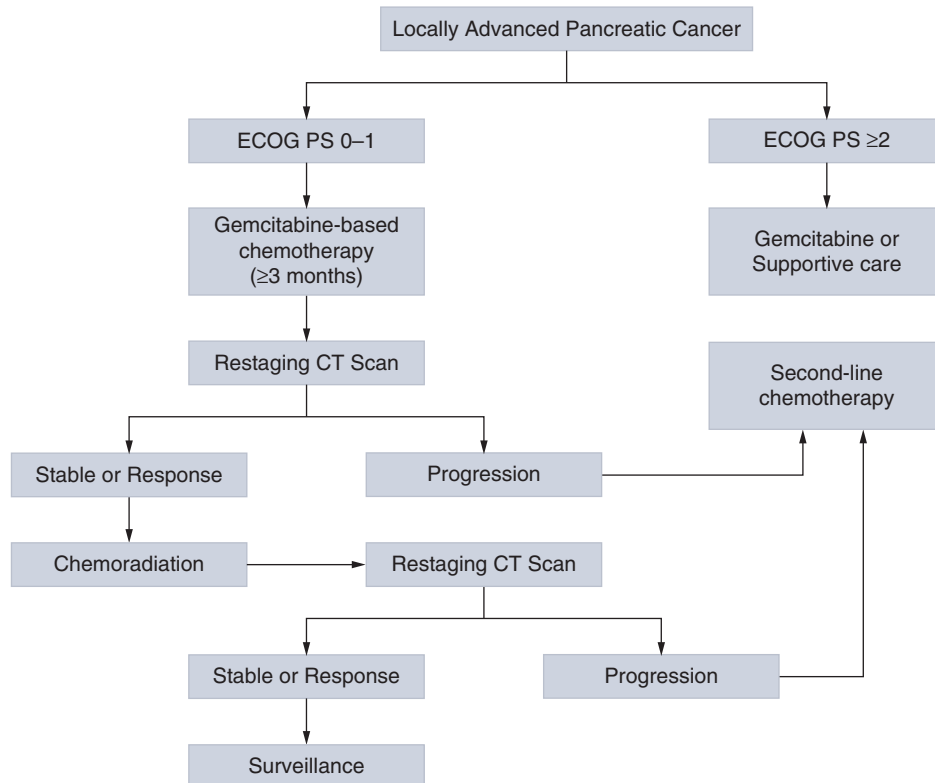 Locally Advanced Pancreatic Cancer
ECOG PS 0–1
ECOG PS ≥2
Gemcitabine-based
chemotherapy
(≥3 months)
Gemcitabine or
Supportive care
Restaging CT Scan
Second-line
chemotherapy
Stable or Response
Progression
Chemoradiation
Restaging CT Scan
Stable or Response
Progression
Surveillance